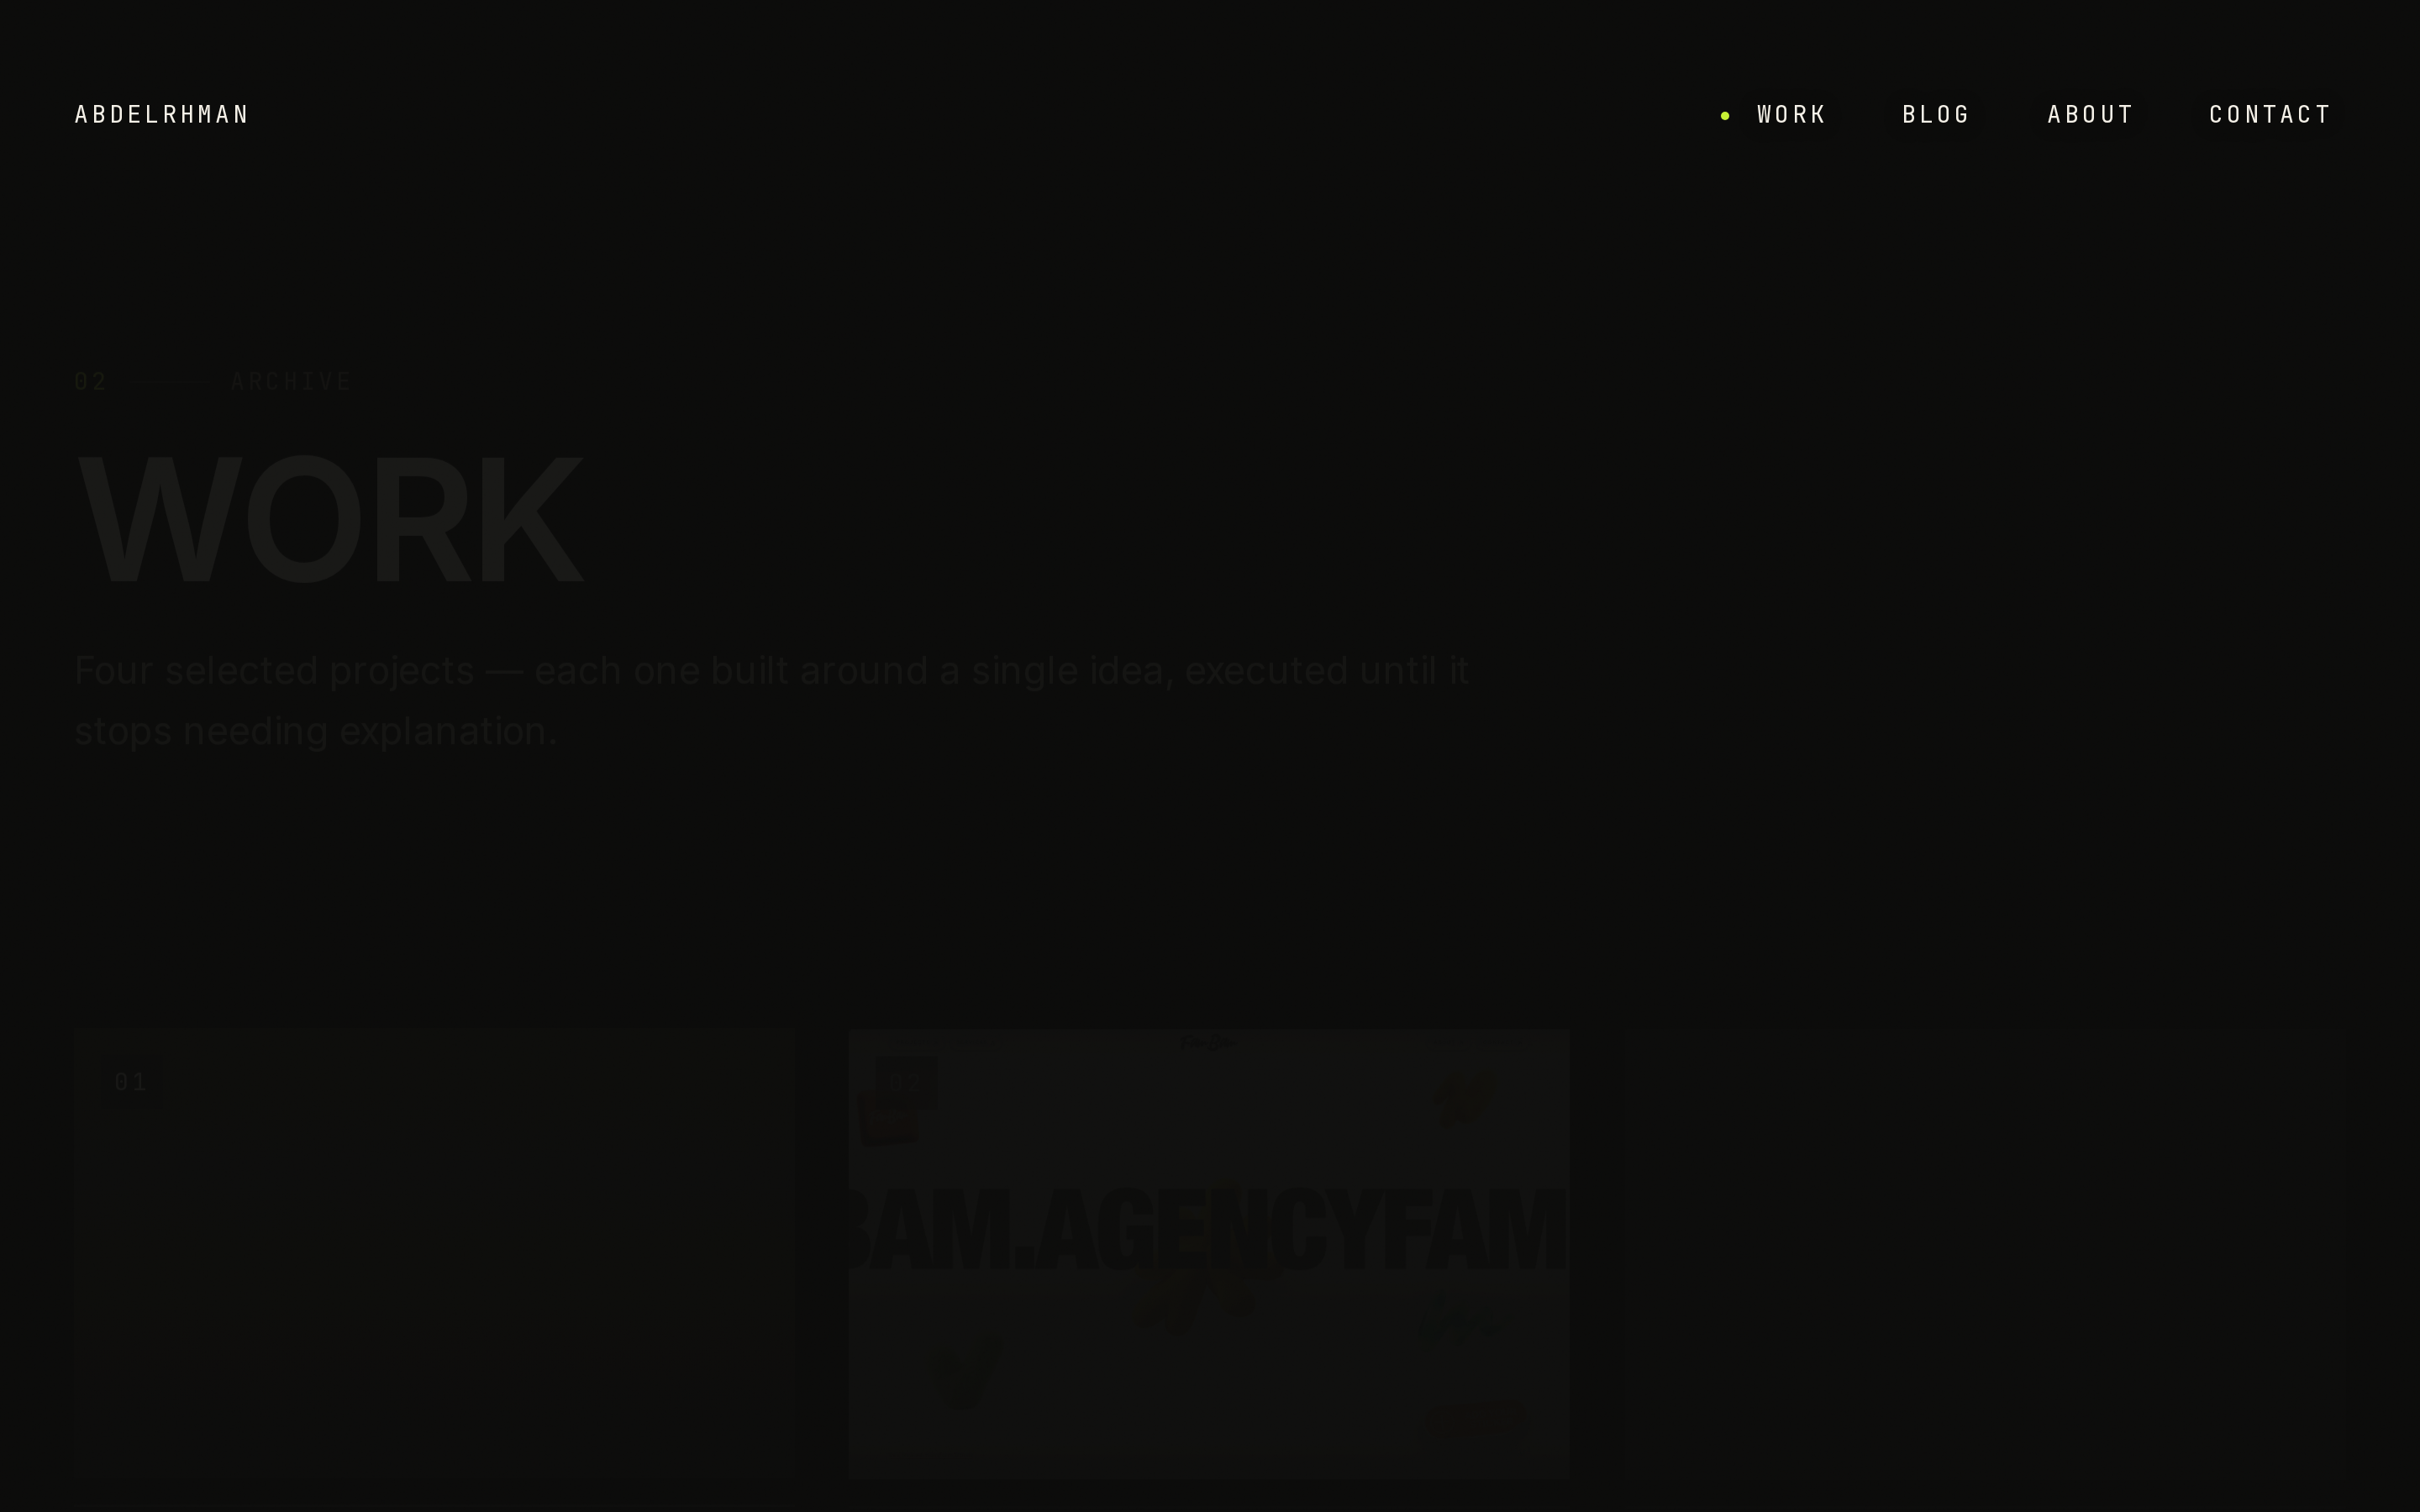 ABDELRHMAN
WORK
BLOG
ABOUT
CONTACT
02
ARCHIVE
WORK
Four selected projects — each one built around a single idea, executed until it
stops needing explanation.
01
02
BAM.AGENCYFAM